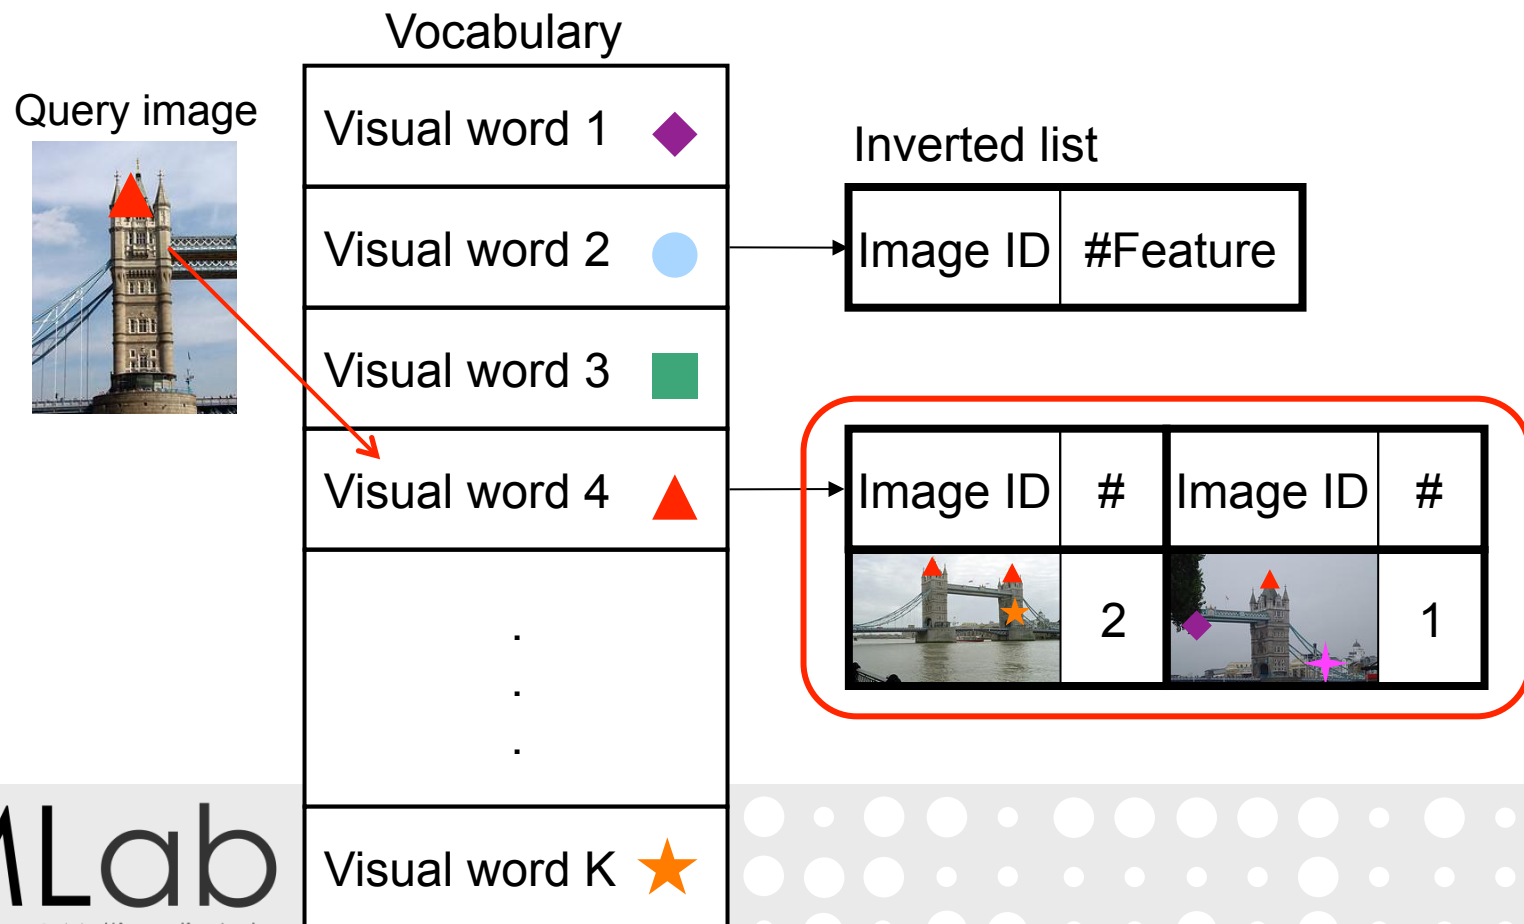 Vocabulary
Query image
Visual word 1
Inverted list
Visual word 2
Image ID #Feature
Visual word 3
Visual word 4
Image ID # Image ID #
2 1
.
.
.
Lab
Visual word K